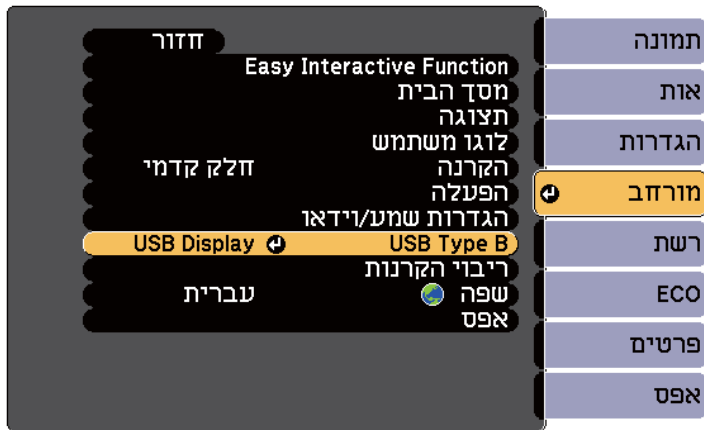 תמונה
אות
הגדרות
מורחב
רשת
ECO
פרטים
אפס
חזור
Easy Interactive Function
מסך הבית
תצוגה
לוגו משתמש
הקרנה חלק קדמי
הפעלה
הגדרות שמע/וידאו
USB Type B USB Display
ריבוי הקרנות
שפה עברית
אפס